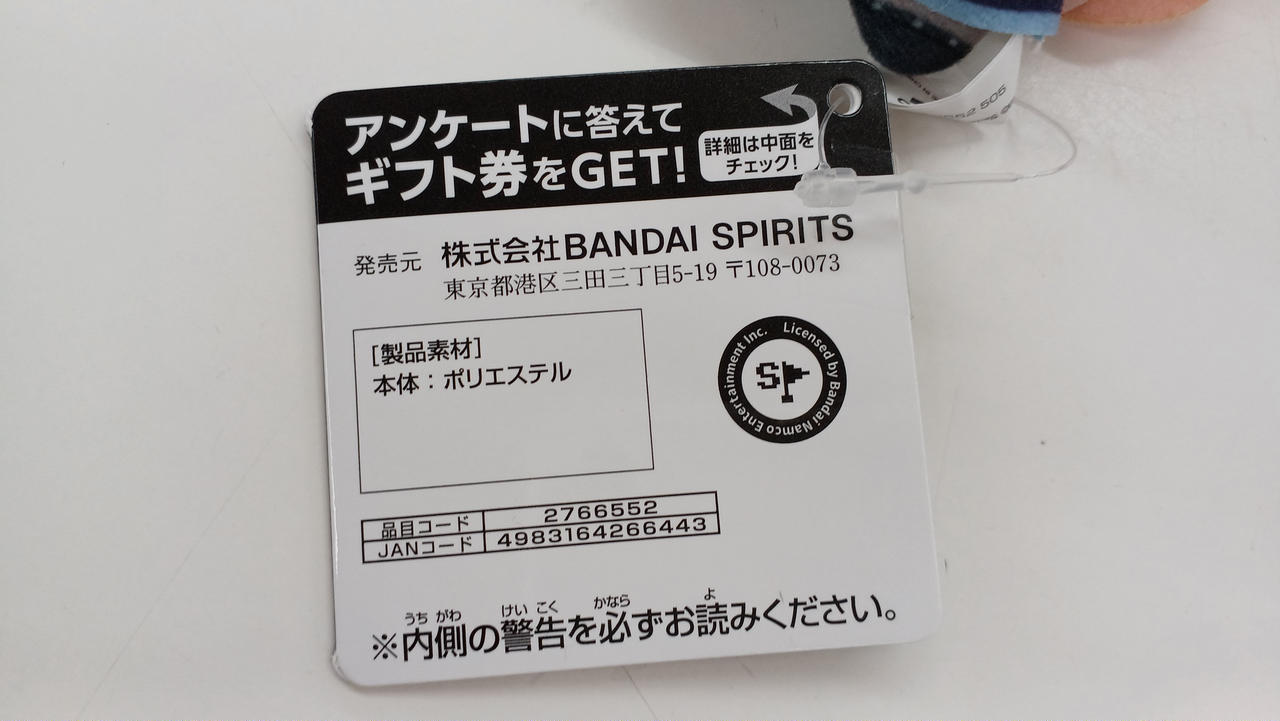 アンケートに答えて
ギフト券をGET!
詳細は中面を
チェック!
発売元 株式会社BANDAI SPIRITS
東京都港区三田三丁目5-19 〒108-0073
[製品素材]
本体：ポリエステル
Licensed by Bandai Namco Entertainment Inc.
SP
品目コード 2766552
JANコード 4983164266443
うち がわ けい こく かなら よ
※内側の警告を必ずお読みください。